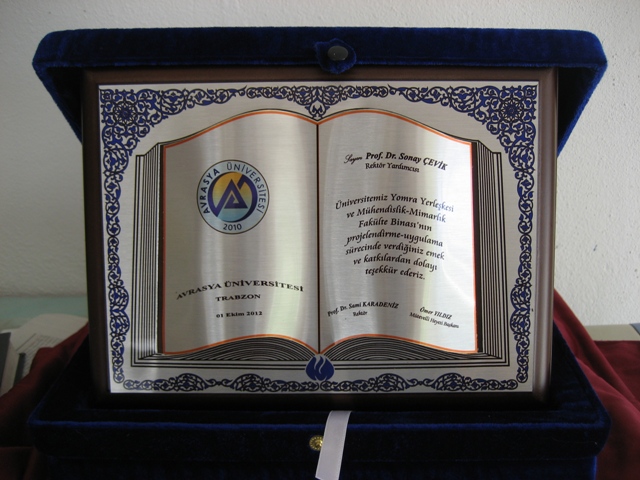 AVRASYA ÜNİVERSİTESİ
2010
AVRASYA ÜNİVERSİTESİ
TRABZON
01 Ekim 2012
Sayın Prof. Dr. Sonay ÇEVİK
Rektör Yardımcısı
Üniversitemiz Yomra Yerleşkesi
ve Mühendislik-Mimarlık
Fakülte Binası'nın
projelendirme-uygulama
sürecinde verdiğiniz emek
ve katkılardan dolayı
teşekkür ederiz.
Prof. Dr. Sami KARADENİZ
Rektör
Ömer YILDIZ
Mütevelli Heyeti Başkanı